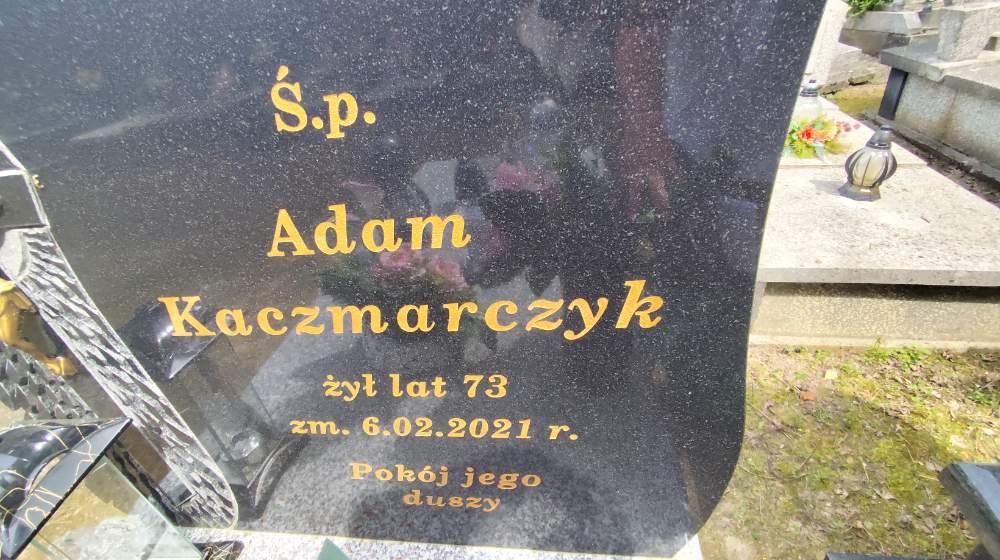 Ś.p.
Adam
Kaczmarczyk
żył lat 73
zm. 6.02.2021 r.
Pokój jego
duszy